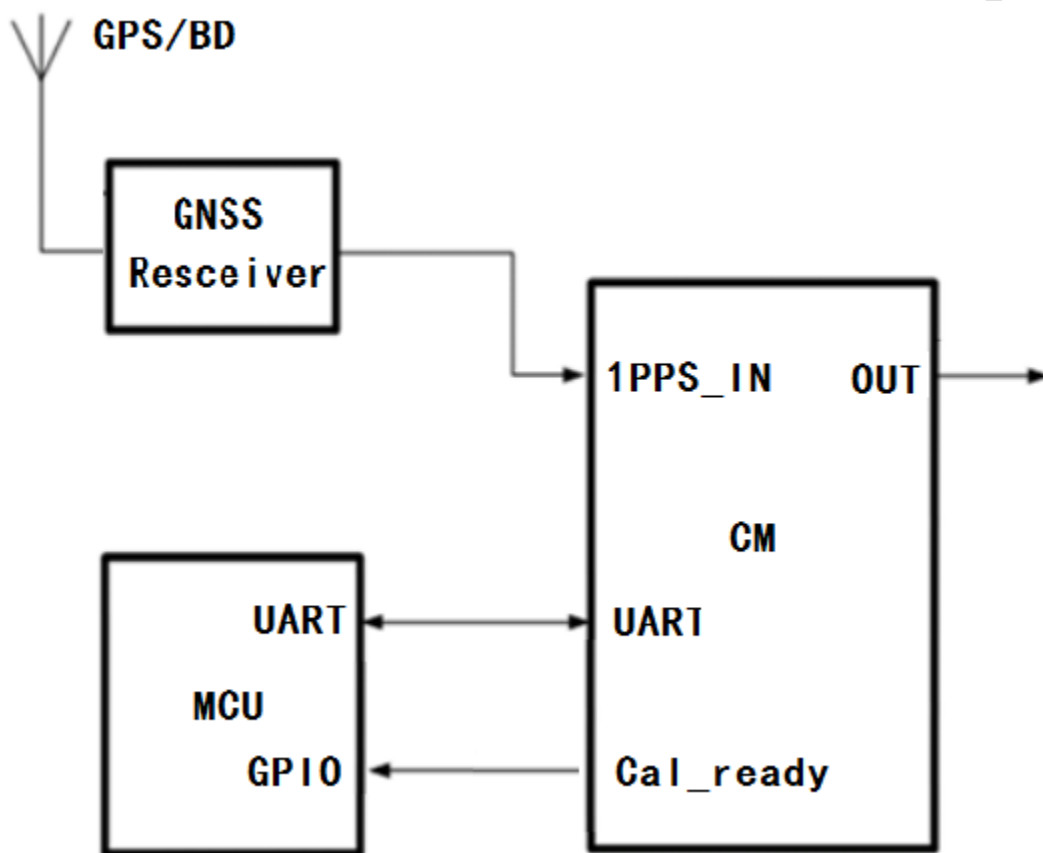 GPS/BD
GNSS
Resceiver
1PPS_IN
OUT
CM
UART
UART
MCU
GPIO
Cal_ready